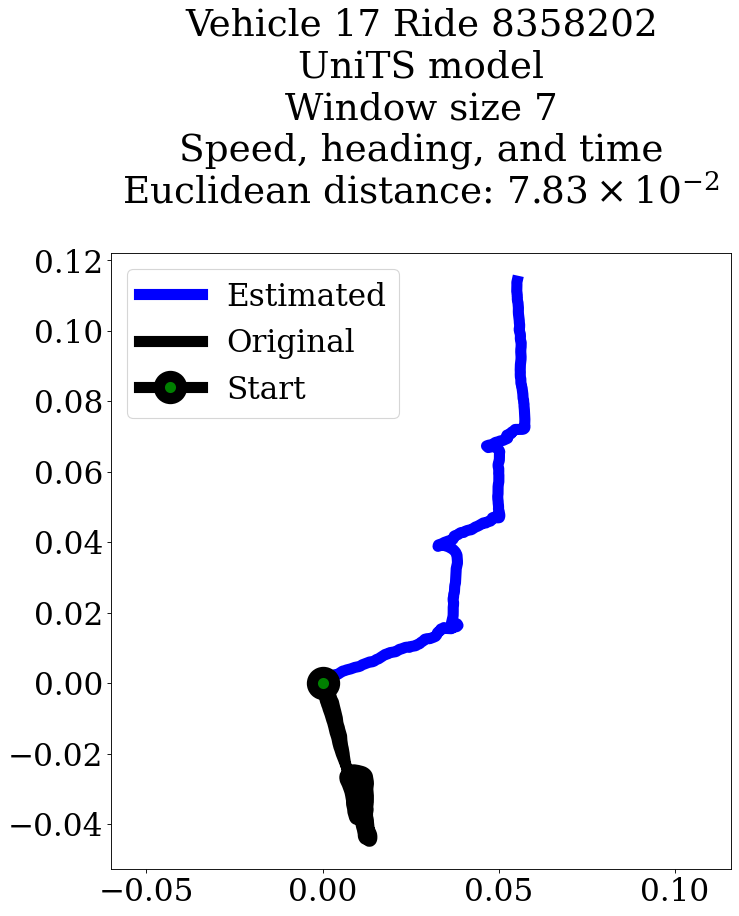 Vehicle 17 Ride 8358202
UniTS model
Window size 7
Speed, heading, and time
Euclidean distance: 7.83 × 10⁻²
0.12
Estimated
0.10
Original
0.08
Start
0.06
0.04
0.02
0.00
−0.02
−0.04
−0.05 0.00 0.05 0.10